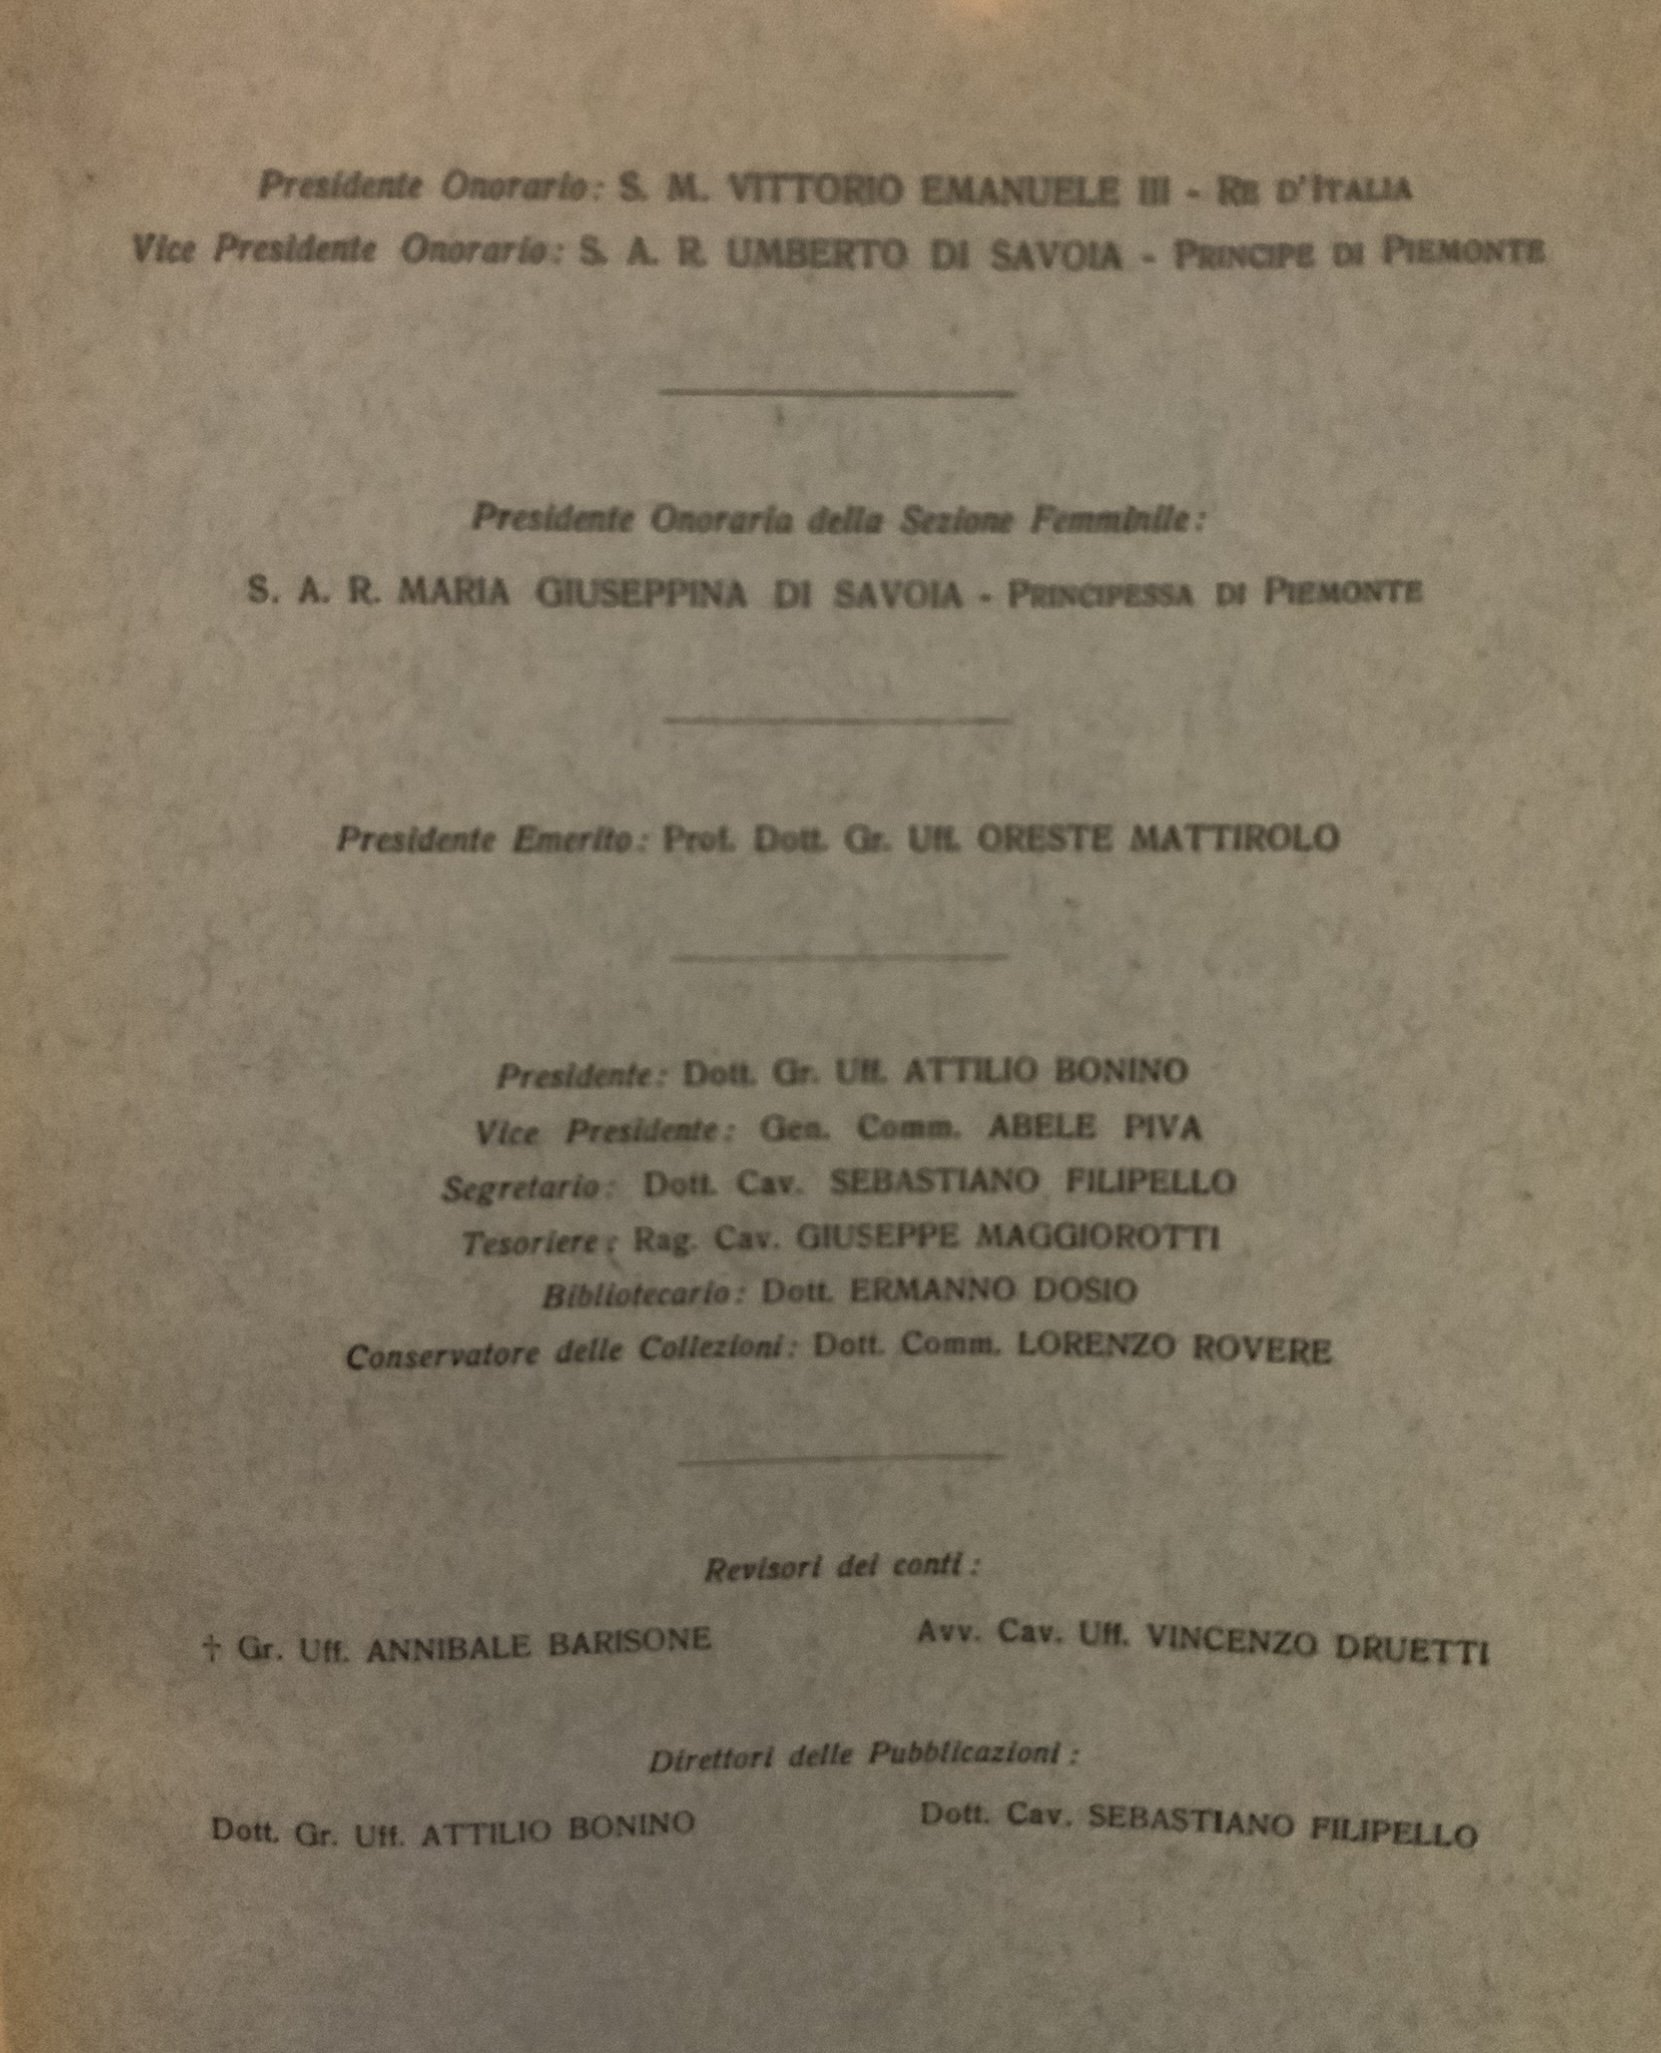 Presidente Onorario: S. M. VITTORIO EMANUELE III - RE D'ITALIA
Vice Presidente Onorario: S. A. R. UMBERTO DI SAVOIA - PRINCIPE DI PIEMONTE
Presidente Onoraria della Sezione Femminile:
S. A. R. MARIA GIUSEPPINA DI SAVOIA - PRINCIPESSA DI PIEMONTE
Presidente Emerito: Prof. Dott. Gr. Uff. ORESTE MATTIROLO
Presidente: Dott. Gr. Uff. ATTILIO BONINO
Vice Presidente: Gen. Comm. ABELE PIVA
Segretario: Dott. Cav. SEBASTIANO FILIPELLO
Tesoriere: Rag. Cav. GIUSEPPE MAGGIOROTTI
Bibliotecario: Dott. ERMANNO DOSIO
Conservatore delle Collezioni: Dott. Comm. LORENZO ROVERE
Revisori dei conti:
† Gr. Uff. ANNIBALE BARISONE Avv. Cav. Uff. VINCENZO DRUETTI
Direttori delle Pubblicazioni:
Dott. Gr. Uff. ATTILIO BONINO Dott. Cav. SEBASTIANO FILIPELLO